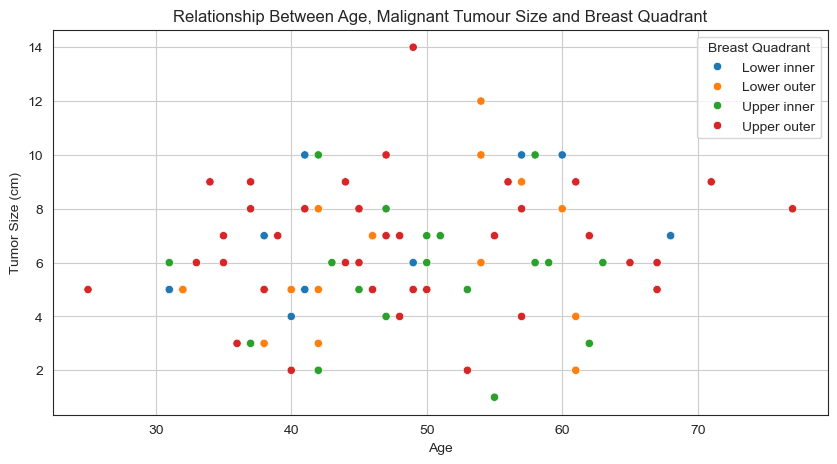 Relationship Between Age, Malignant Tumour Size and Breast Quadrant
Breast Quadrant
Lower inner
Lower outer
Upper inner
Upper outer
Tumor Size (cm)
14
12
10
8
6
4
2
30 40 50 60 70
Age